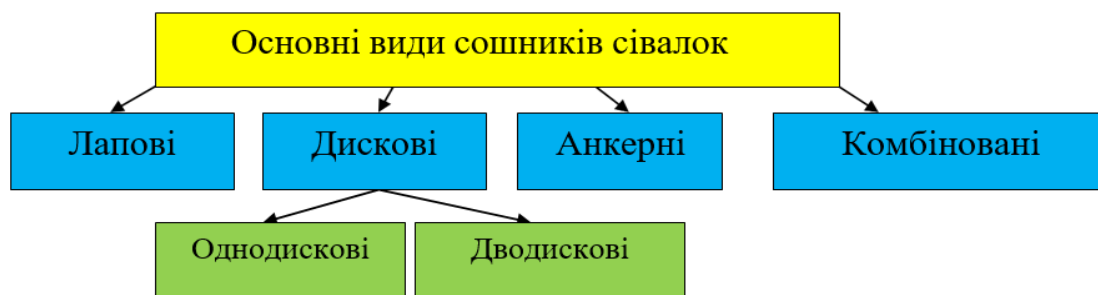 Основні види сошників сівалок
Лапові
Дискові
Анкерні
Комбіновані
Однодискові
Дводискові